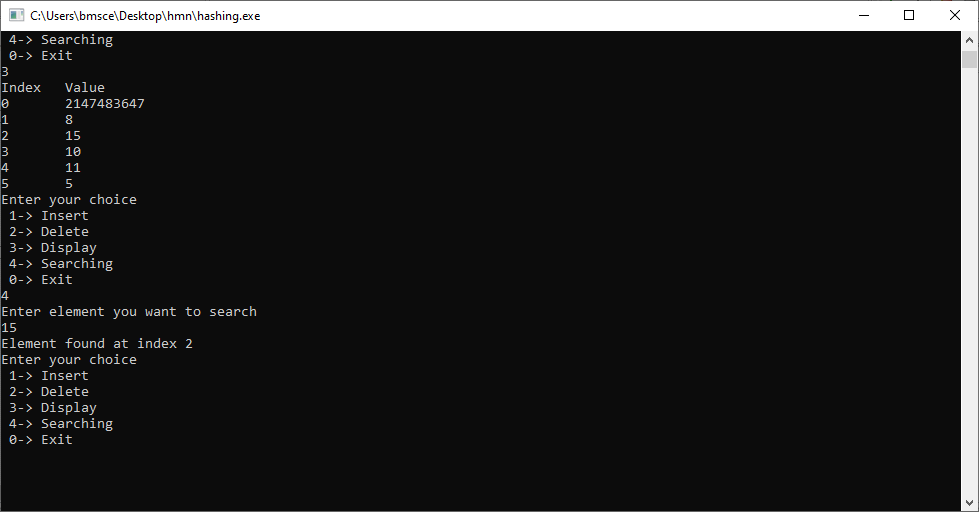 C:\Users\bmsce\Desktop\hmn\hashing.exe
 4-> Searching
 0-> Exit
3
Index   Value
0       2147483647
1       8
2       15
3       10
4       11
5       5
Enter your choice
 1-> Insert
 2-> Delete
 3-> Display
 4-> Searching
 0-> Exit
4
Enter element you want to search
15
Element found at index 2
Enter your choice
 1-> Insert
 2-> Delete
 3-> Display
 4-> Searching
 0-> Exit